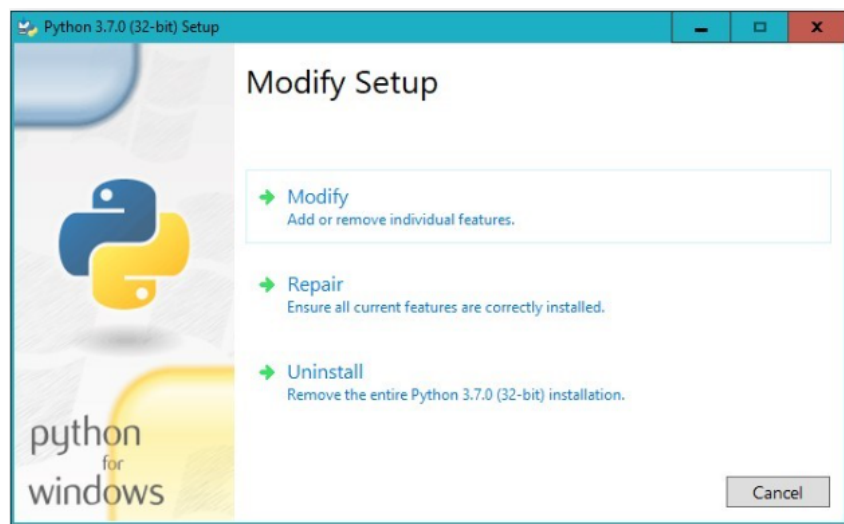 Python 3.7.0 (32-bit) Setup
Modify Setup
Modify
Add or remove individual features.
Repair
Ensure all current features are correctly installed.
Uninstall
Remove the entire Python 3.7.0 (32-bit) installation.
python
for
windows
Cancel